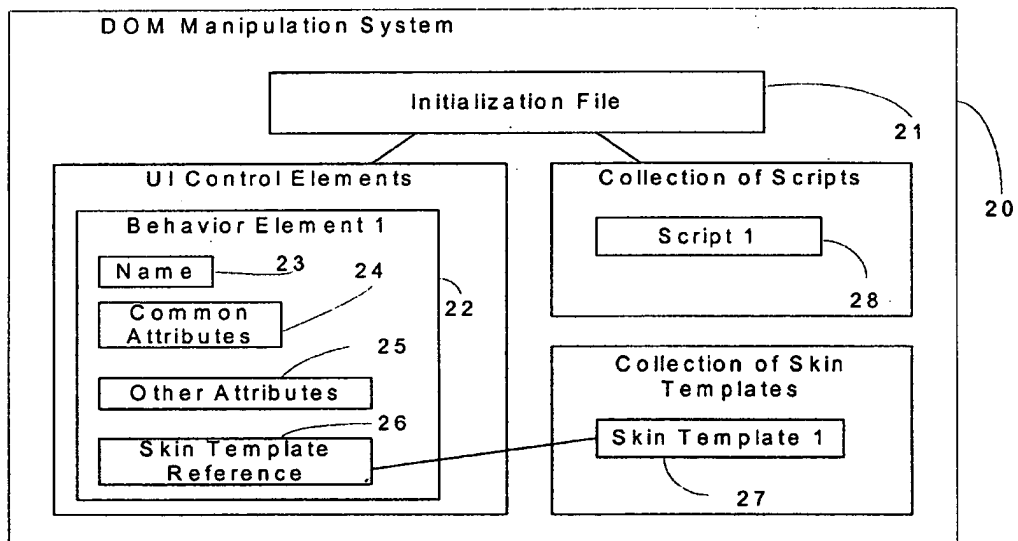 DOM Manipulation System
Initialization File
21
20
UI Control Elements
Behavior Element 1
Name
23
24
22
Common
Attributes
25
Other Attributes
26
Skin Template
Reference
Collection of Scripts
Script 1
28
Collection of Skin
Templates
Skin Template 1
27